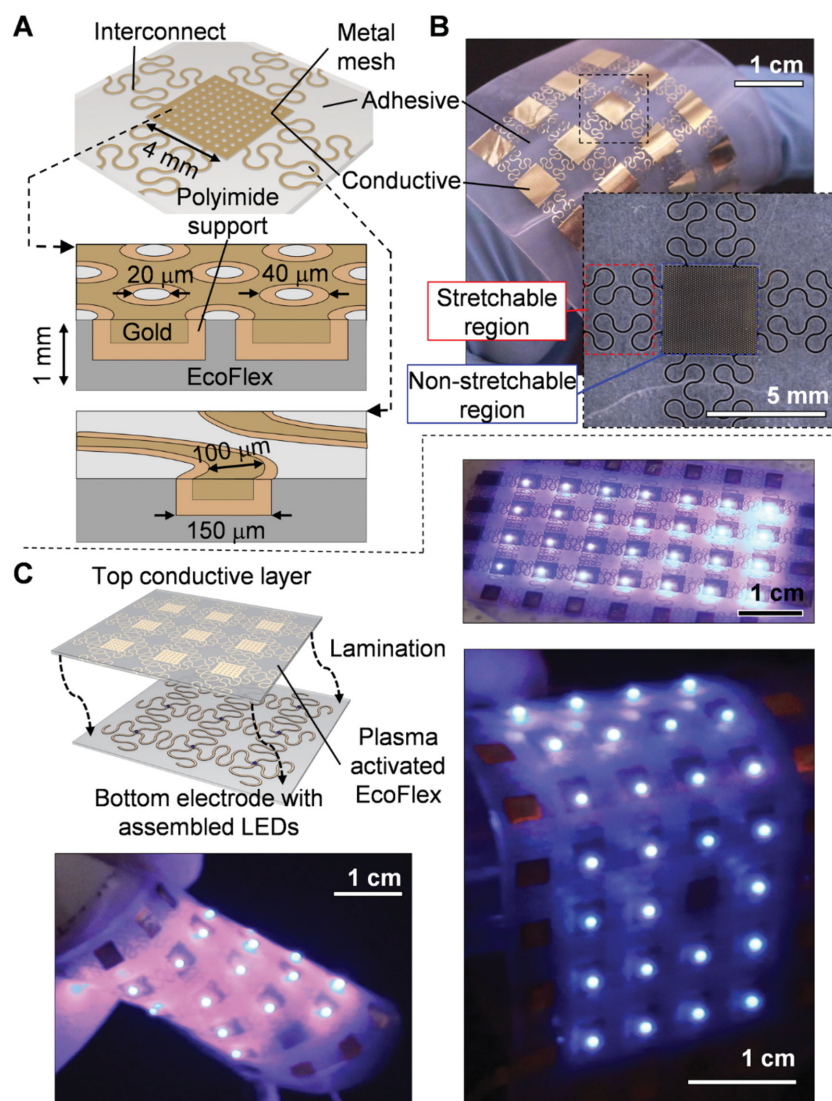 A
Interconnect
Metal
mesh
Adhesive
Conductive
4 mm
Polyimide
support
20 μm
40 μm
Gold
1 mm
EcoFlex
100 μm
150 μm
B
1 cm
Stretchable
region
Non-stretchable
region
5 mm
1 cm
C
Top conductive layer
Lamination
Plasma
activated
EcoFlex
Bottom electrode with
assembled LEDs
1 cm
1 cm